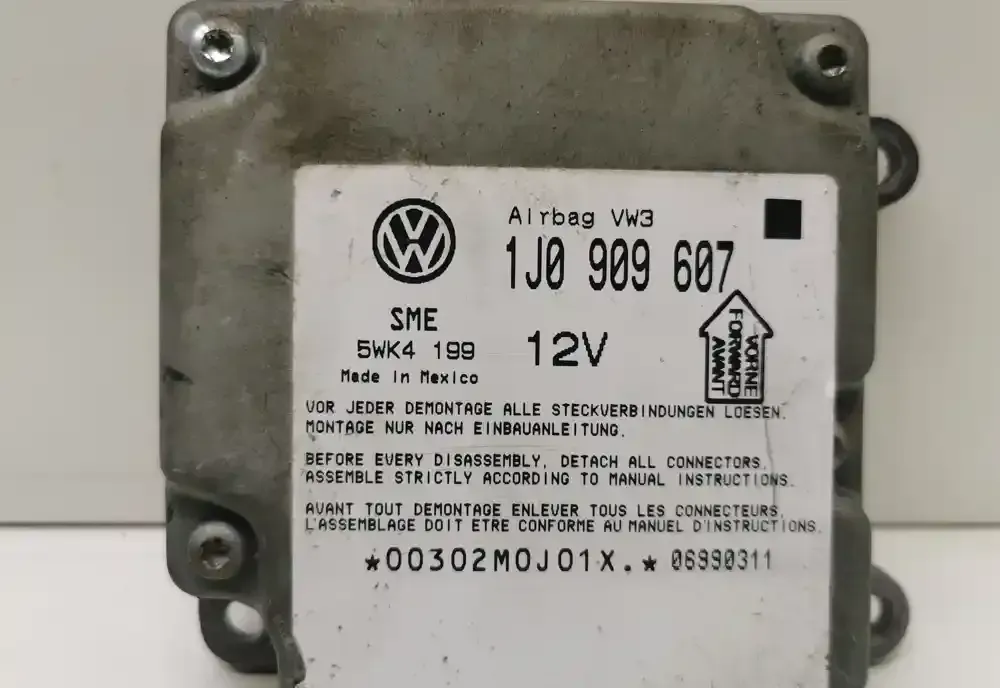 Airbag VW3
1J0 909 607
SME
5WK4 199
12V
Made in Mexico
VORNE
FORWARD
AVANT
VOR JEDER DEMONTAGE ALLE STECKVERBINDUNGEN LOESEN.
MONTAGE NUR NACH EINBAUANLEITUNG.
BEFORE EVERY DISASSEMBLY, DETACH ALL CONNECTORS.
ASSEMBLE STRICTLY ACCORDING TO MANUAL INSTRUCTIONS.
AVANT TOUT DEMONTAGE ENLEVER TOUS LES CONNECTEURS.
L'ASSEMBLAGE DOIT ETRE CONFORME AU MANUEL D'INSTRUCTIONS.
*00302M0J01X.* 06990311